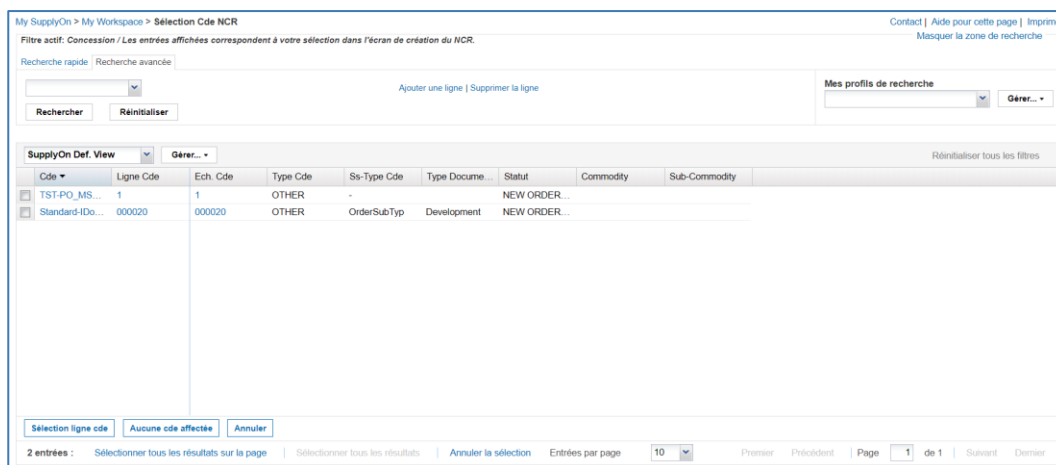 My SupplyOn > My Workspace > Sélection Cde NCR
Contact | Aide pour cette page | Imprim
Filtre actif: Concession / Les entrées affichées correspondent à votre sélection dans l'écran de création du NCR.
Masquer la zone de recherche
Recherche rapide Recherche avancée
Ajouter une ligne | Supprimer la ligne
Mes profils de recherche
Rechercher Réinitialiser
Gérer...
SupplyOn Def. View Gérer... Réinitialiser tous les filtres
Cde Ligne Cde Ech. Cde Type Cde Ss-Type Cde Type Docume... Statut Commodity Sub-Commodity
TST-PO_MS... 1 1 OTHER - NEW ORDER...
Standard-IDo... 000020 000020 OTHER OrderSubTyp Development NEW ORDER...
Sélection ligne cde Aucune cde affectée Annuler
2 entrées : Sélectionner tous les résultats sur la page | Sélectionner tous les résultats | Annuler la sélection Entrées par page 10 Premier Précédent | Page 1 de 1 | Suivant Dernier